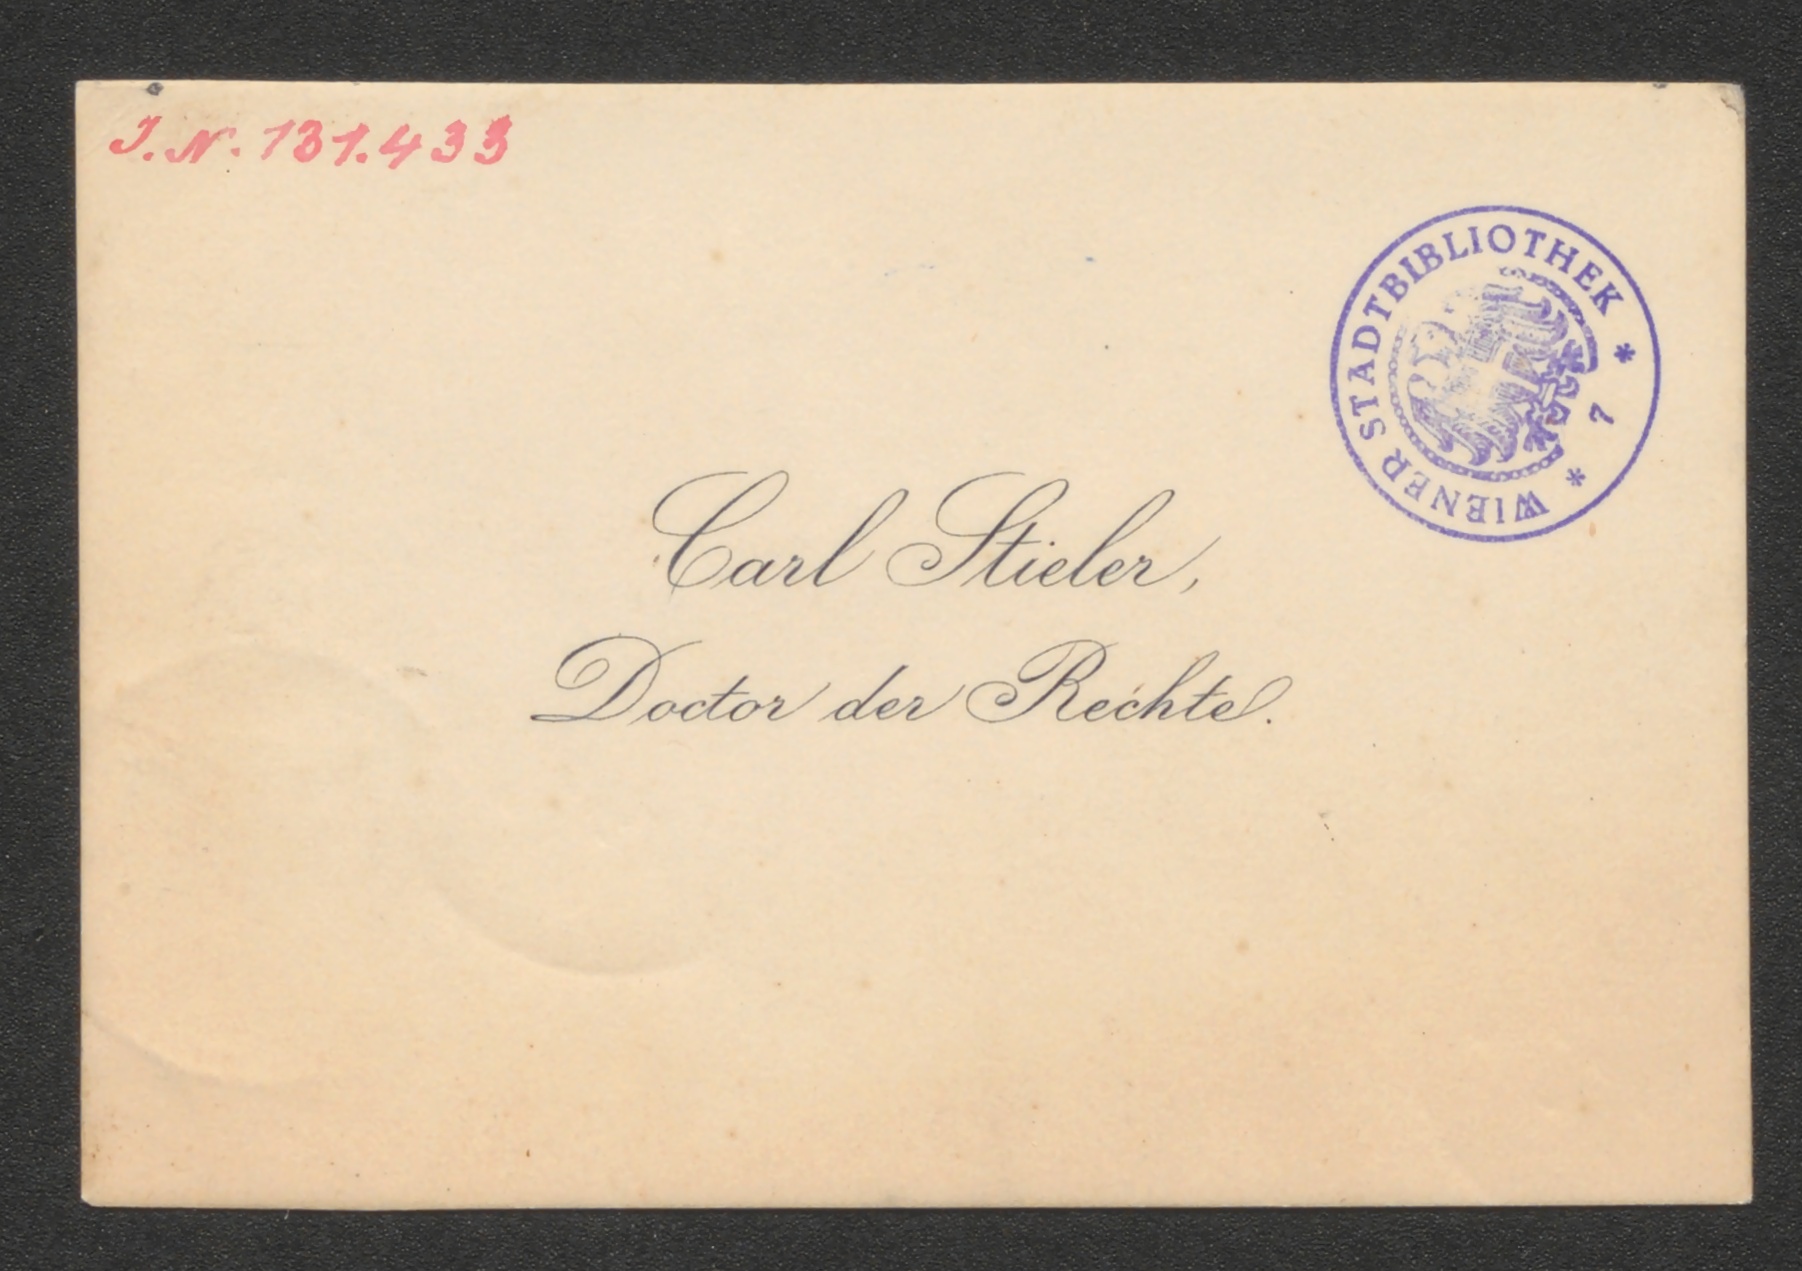 J.N. 131.433
WIENER STADTBIBLIOTHEK * 7 *
Carl Stieler,
Doctor der Rechte.